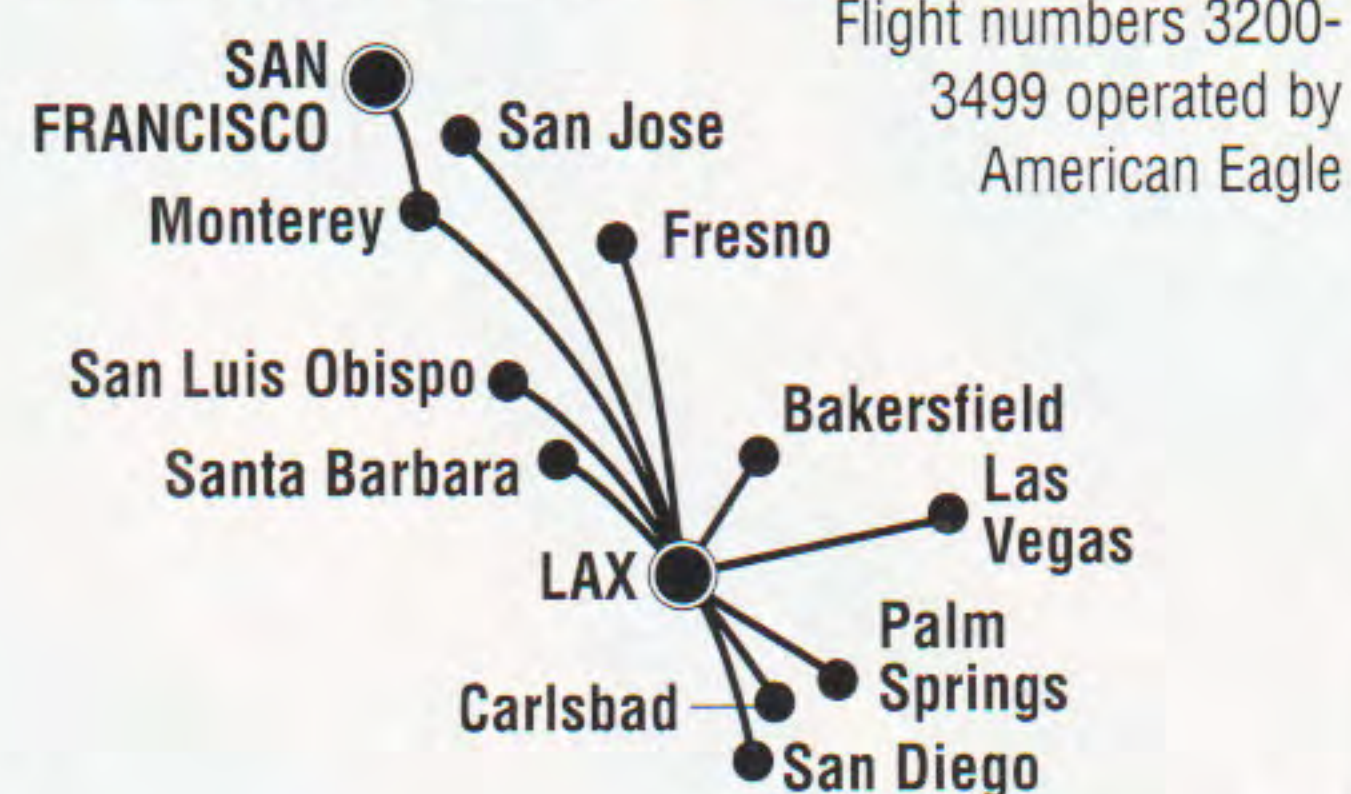 Flight numbers 3200-
3499 operated by
American Eagle
SAN
FRANCISCO
San Jose
Monterey
Fresno
San Luis Obispo
Bakersfield
Santa Barbara
Las
Vegas
LAX
Palm
Springs
Carlsbad
San Diego